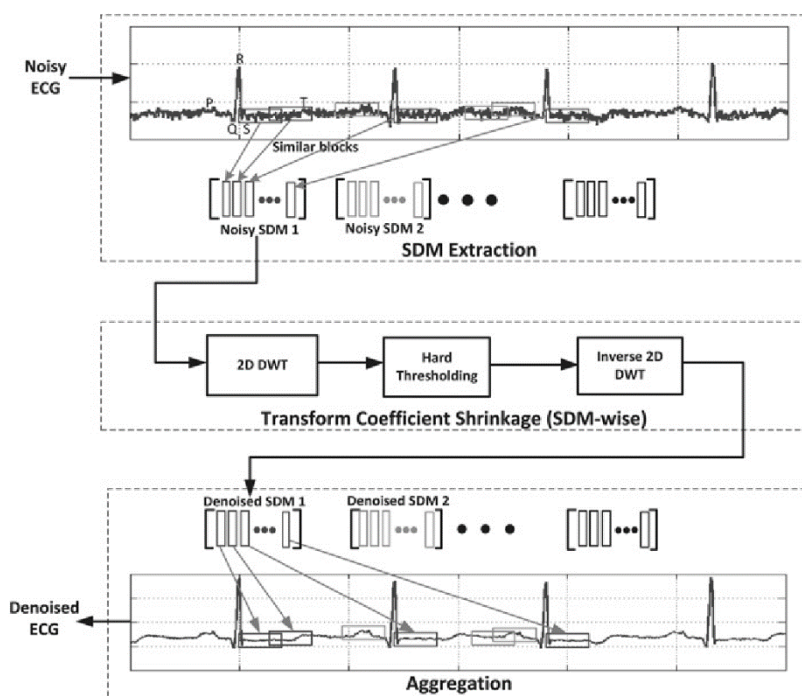 Noisy
ECG
R
P
T
Q S
Similar blocks
Noisy SDM 1
Noisy SDM 2
SDM Extraction
2D DWT
Hard
Thresholding
Inverse 2D
DWT
Transform Coefficient Shrinkage (SDM-wise)
Denoised SDM 1
Denoised SDM 2
Denoised
ECG
Aggregation